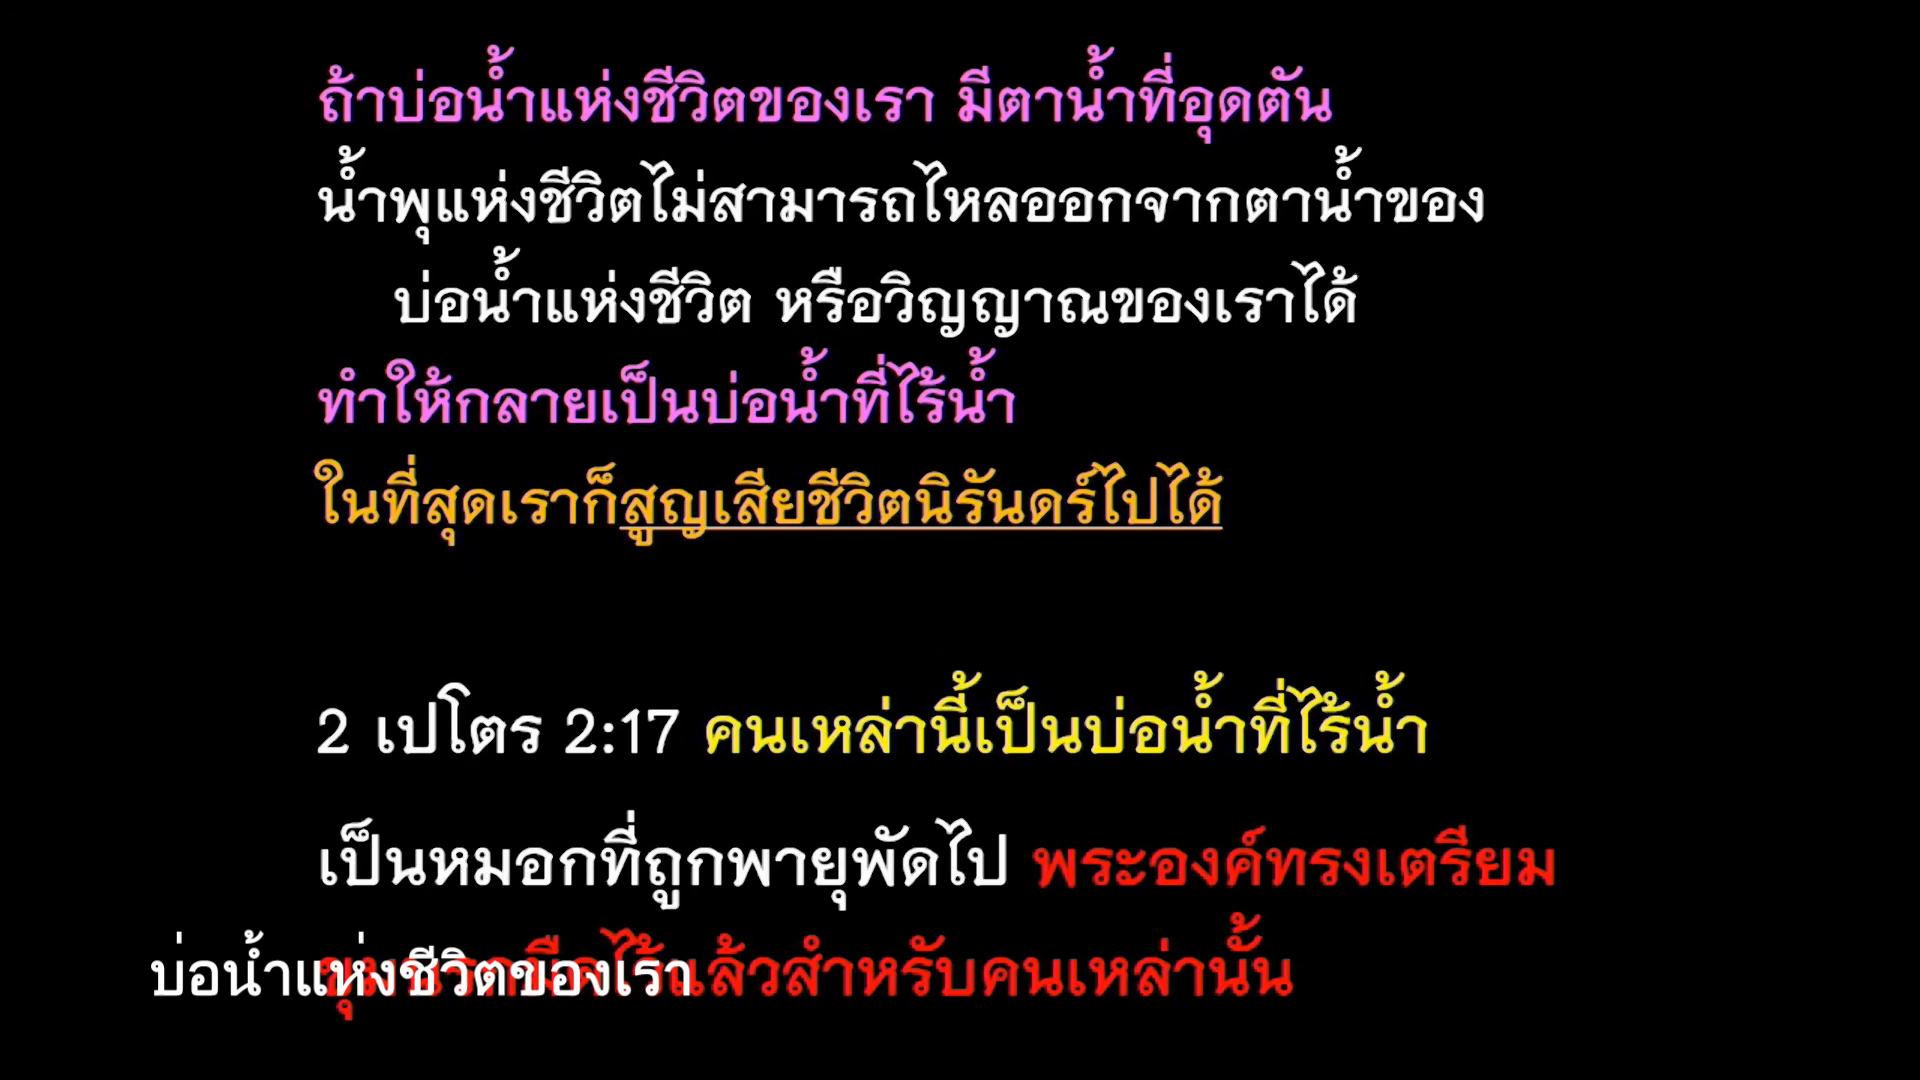 ถ้าบ่อน้ำแห่งชีวิตของเรา มีตาน้ำที่อุดตัน
น้ำพุแห่งชีวิตไม่สามารถไหลออกจากตาน้ำของ
บ่อน้ำแห่งชีวิต หรือวิญญาณของเราได้
ทำให้กลายเป็นบ่อน้ำที่ไร้น้ำ
ในที่สุดเราก็สูญเสียชีวิตนิรันดร์ไปได้
2 เปโตร 2:17 คนเหล่านี้เป็นบ่อน้ำที่ไร้น้ำ
เป็นหมอกที่ถูกพายุพัดไป พระองค์ทรงเตรียม
แล้วสำหรับคนเหล่านั้น
บ่อน้ำแห่งชีวิตของเรา